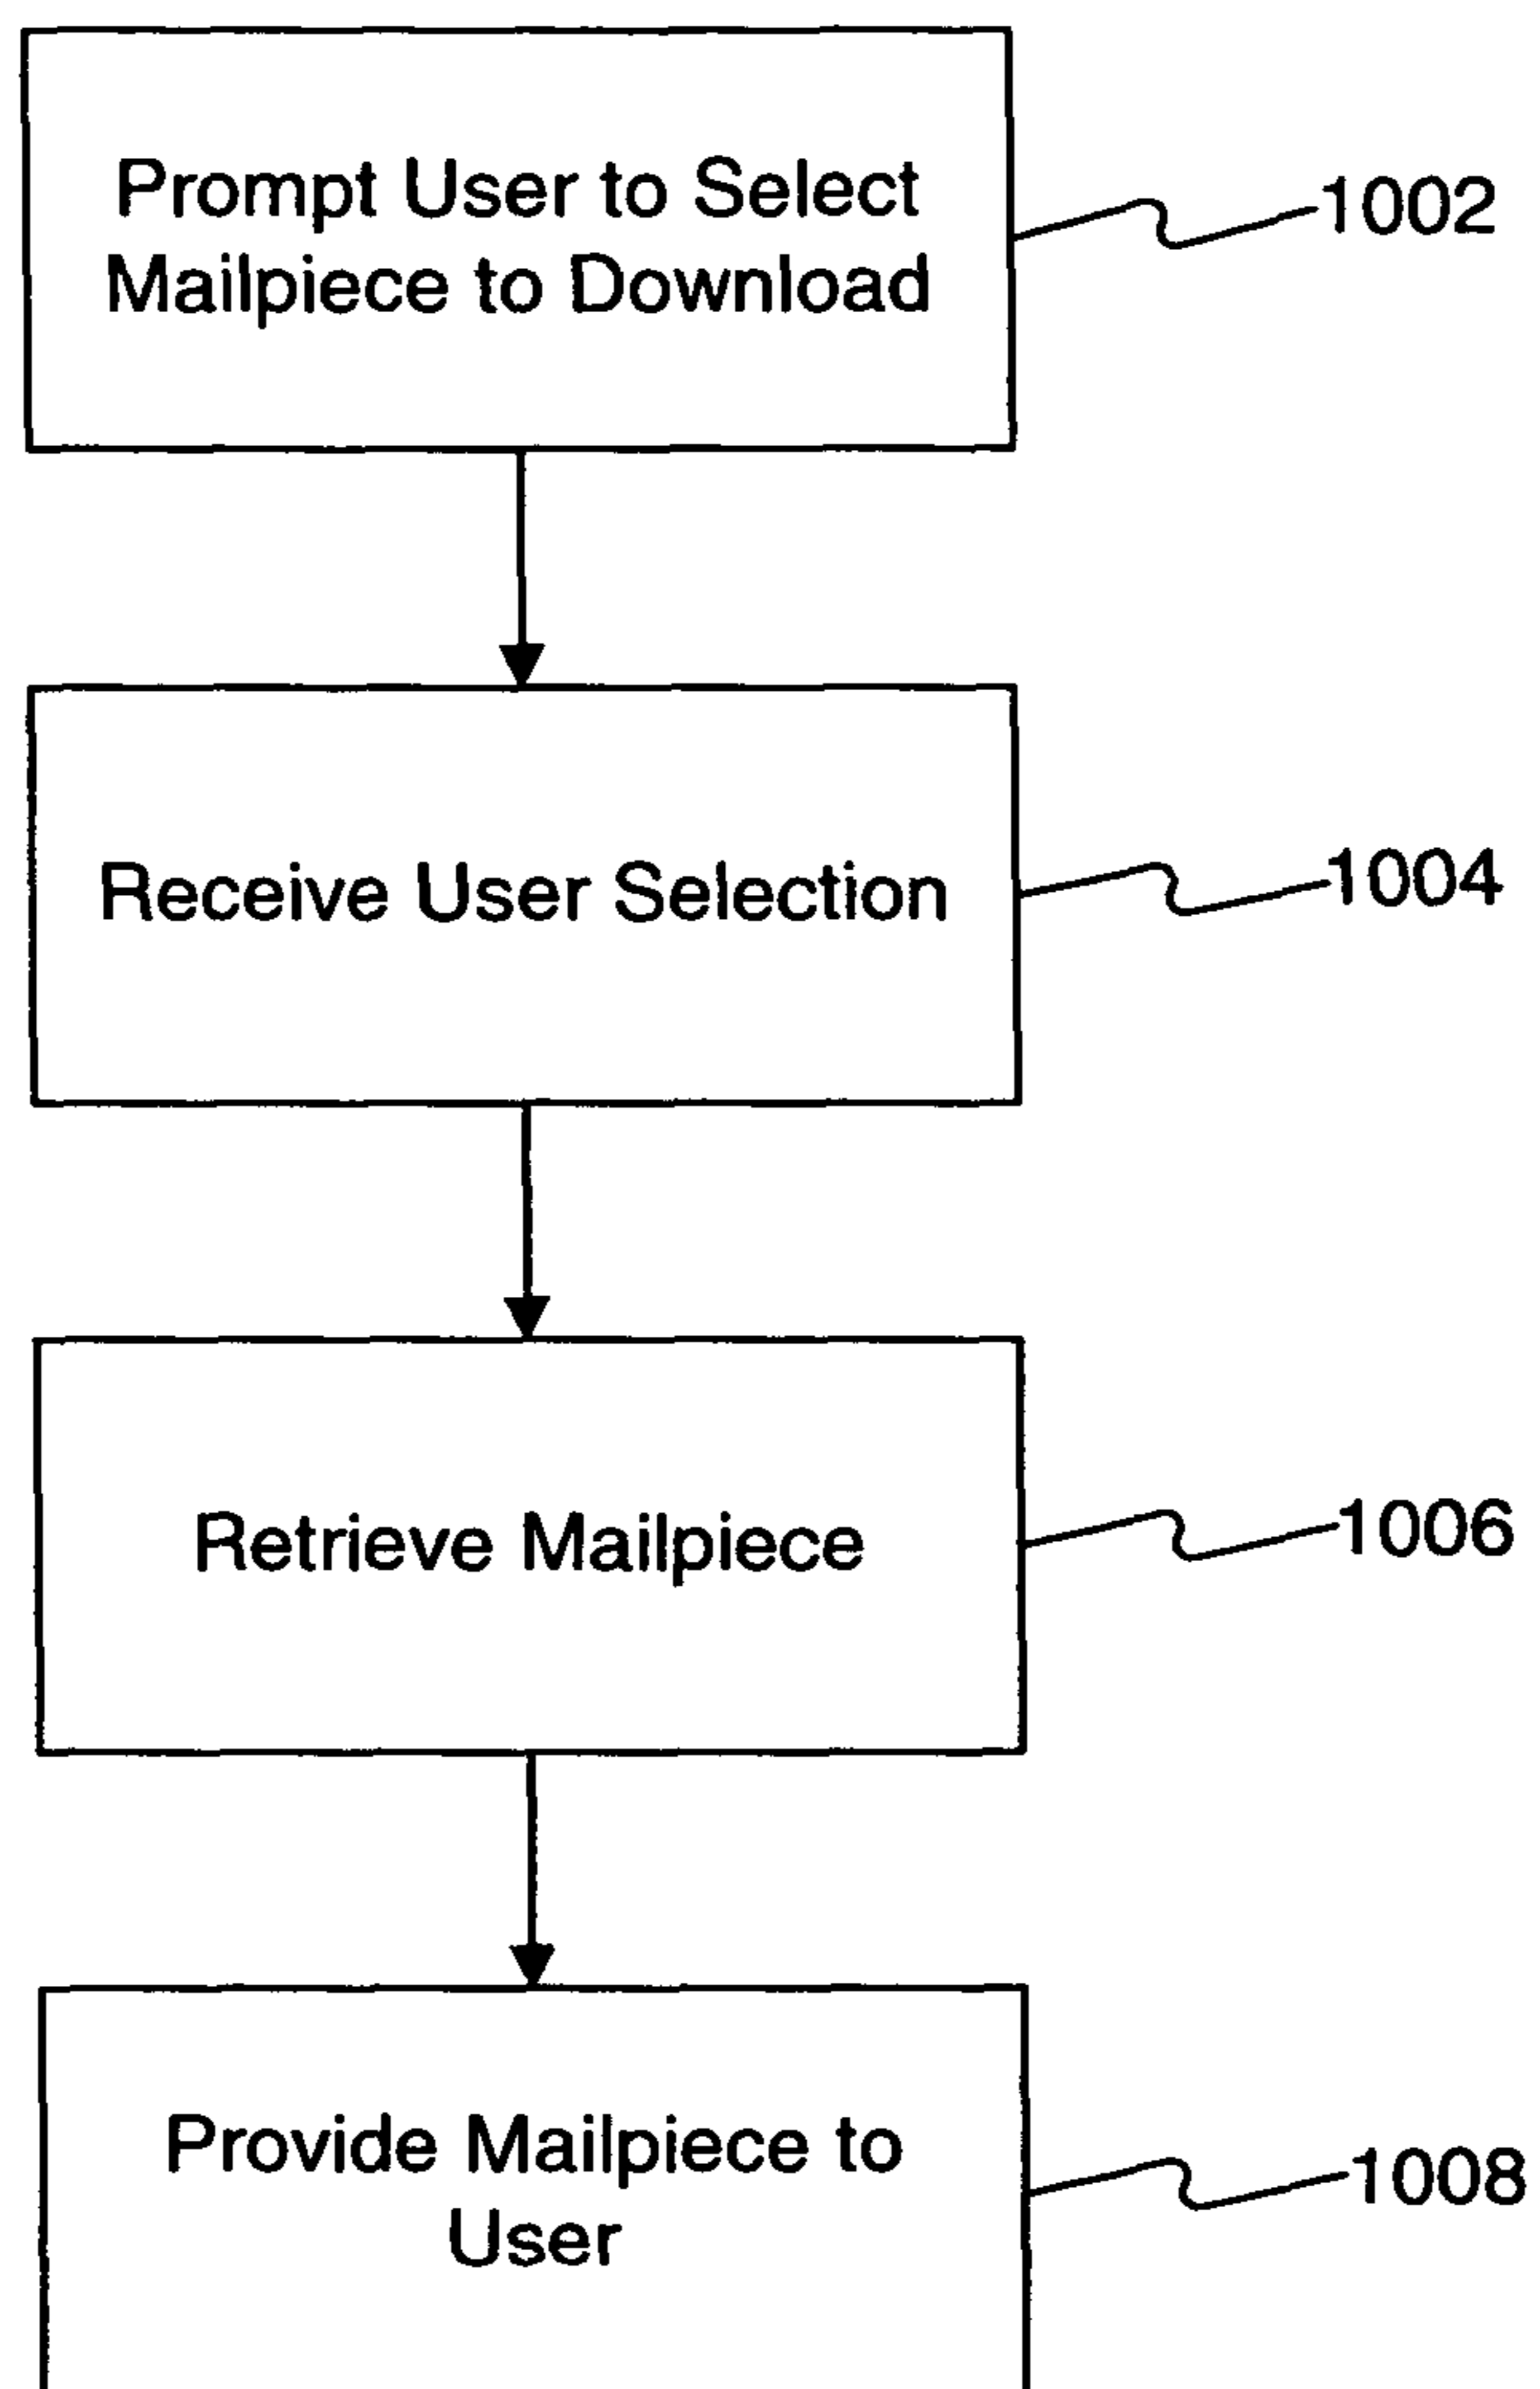 Prompt User to Select
Mailpiece to Download
1002
Receive User Selection
1004
Retrieve Mailpiece
1006
Provide Mailpiece to
User
1008